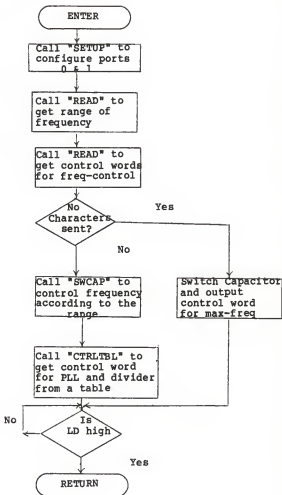 ENTER
Call "SETUP" to
configure ports
0 & 1
Call "READ" to
get range of
frequency
Call "READ" to
get control words
for freq-control
No
Characters
sent?
Yes
No
Call "SWCAP" to
control frequency
according to the
range
Switch Capacitor
and output
control word
for max-freq
Call "CTRLTBL" to
get control word
for PLL and divider
from a table
No
Is
LD high
Yes
RETURN